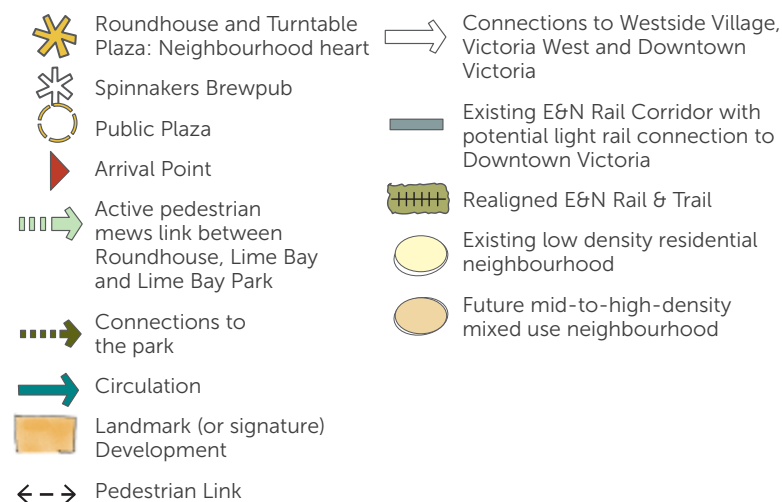 Roundhouse and Turntable
Plaza: Neighbourhood heart
Spinnakers Brewpub
Public Plaza
Arrival Point
Active pedestrian
mews link between
Roundhouse, Lime Bay
and Lime Bay Park
Connections to
the park
Circulation
Landmark (or signature)
Development
Pedestrian Link
Connections to Westside Village,
Victoria West and Downtown
Victoria
Existing E&N Rail Corridor with
potential light rail connection to
Downtown Victoria
Realigned E&N Rail & Trail
Existing low density residential
neighbourhood
Future mid-to-high-density
mixed use neighbourhood